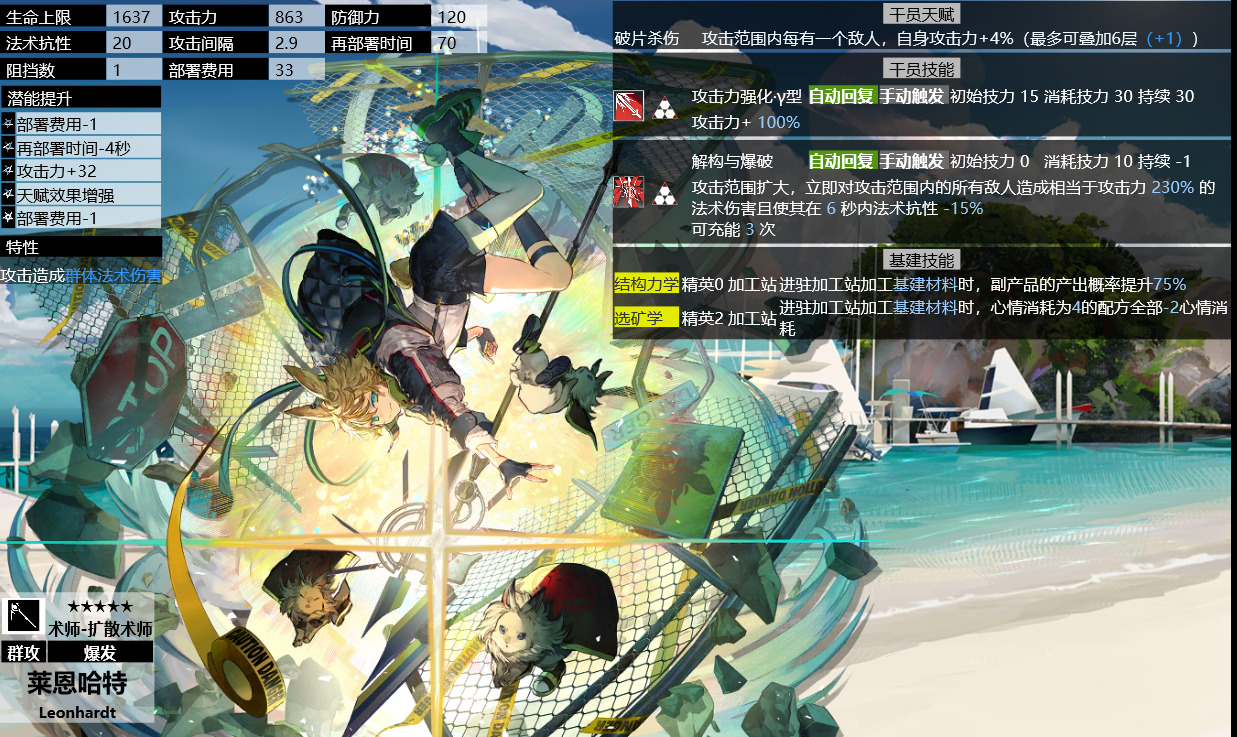 生命上限 1637 攻击力 863 防御力 120
法术抗性 20 攻击间隔 2.9 再部署时间 70
阻挡数 1 部署费用 33
潜能提升
部署费用-1
再部署时间-4秒
攻击力+32
天赋效果增强
部署费用-1
特性
攻击造成群体法术伤害
干员天赋
破片杀伤 攻击范围内每有一个敌人，自身攻击力+4%（最多可叠加6层（+1））
干员技能
攻击力强化·γ型 自动回复 手动触发 初始技力 15 消耗技力 30 持续 30
攻击力+ 100%
解构与爆破 自动回复 手动触发 初始技力 0 消耗技力 10 持续 -1
攻击范围扩大，立即对攻击范围内的所有敌人造成相当于攻击力 230% 的
法术伤害且使其在 6 秒内法术抗性 -15%
可充能 3 次
基建技能
结构力学 精英0 加工站 进驻加工站加工基建材料时，副产品的产出概率提升75%
选矿学 精英2 加工站 进驻加工站加工基建材料时，心情消耗为4的配方全部-2心情消
耗
STOP
CAUTION DANGER
★★★★★
术师-扩散术师
群攻 爆发
莱恩哈特
Leonhardt